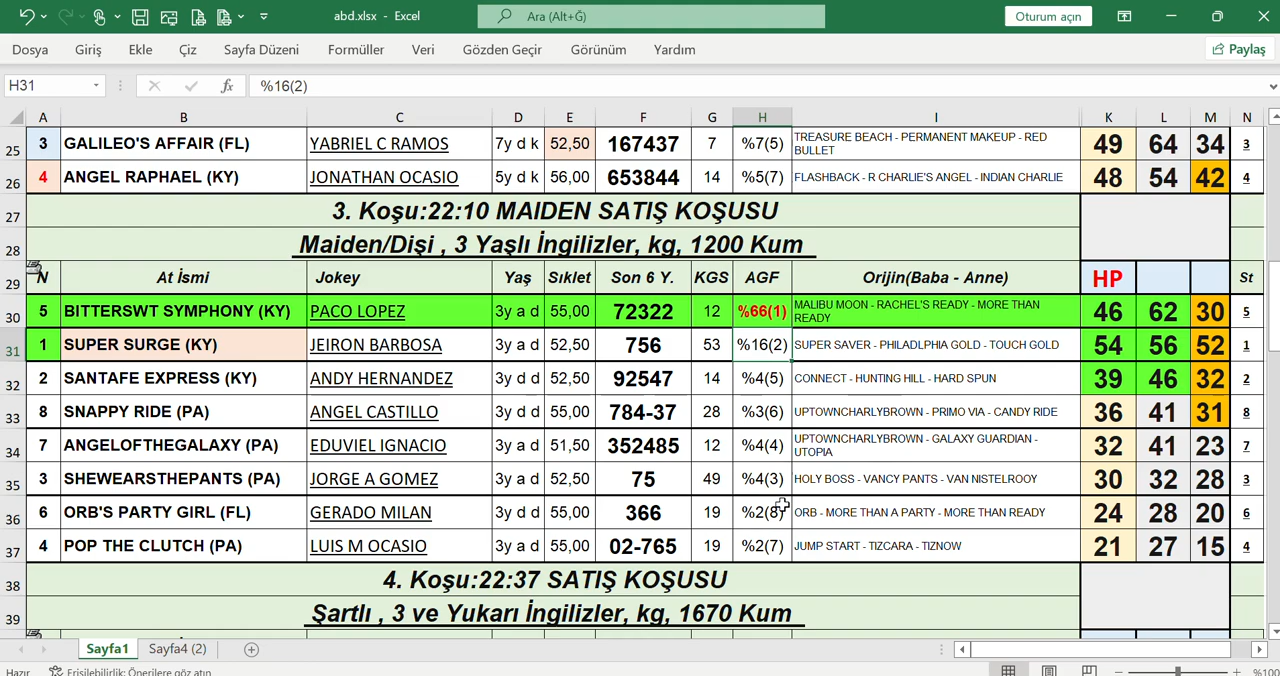 abd.xlsx - Excel
Ara (Alt+Ğ)
Oturum açın
Dosya Giriş Ekle Çiz Sayfa Düzeni Formüller Veri Gözden Geçir Görünüm Yardım Paylaş
H31 fx %16(2)
A B C D E F G H I K L M N
25 3 GALILEO'S AFFAIR (FL) YABRIEL C RAMOS 7y d k 52,50 167437 7 %7(5) TREASURE BEACH - PERMANENT MAKEUP - RED BULLET 49 64 34 3
26 4 ANGEL RAPHAEL (KY) JONATHAN OCASIO 5y d k 56,00 653844 14 %5(7) FLASHBACK - R CHARLIE'S ANGEL - INDIAN CHARLIE 48 54 42 4
27 3. Koşu:22:10 MAIDEN SATIŞ KOŞUSU
28 Maiden/Dişi , 3 Yaşlı İngilizler, kg, 1200 Kum
29 N At İsmi Jokey Yaş Sıklet Son 6 Y. KGS AGF Orijin(Baba - Anne) HP St
30 5 BITTERSWT SYMPHONY (KY) PACO LOPEZ 3y a d 55,00 72322 12 %66(1) MALIBU MOON - RACHEL'S READY - MORE THAN READY 46 62 30 5
31 1 SUPER SURGE (KY) JEIRON BARBOSA 3y a d 52,50 756 53 %16(2) SUPER SAVER - PHILADLPHIA GOLD - TOUCH GOLD 54 56 52 1
32 2 SANTAFE EXPRESS (KY) ANDY HERNANDEZ 3y d d 52,50 92547 14 %4(5) CONNECT - HUNTING HILL - HARD SPUN 39 46 32 2
33 8 SNAPPY RIDE (PA) ANGEL CASTILLO 3y d d 55,00 784-37 28 %3(6) UPTOWNCHARLYBROWN - PRIMO VIA - CANDY RIDE 36 41 31 8
34 7 ANGELOFTHEGALAXY (PA) EDUVIEL IGNACIO 3y a d 51,50 352485 12 %4(4) UPTOWNCHARLYBROWN - GALAXY GUARDIAN - UTOPIA 32 41 23 7
35 3 SHEWEARSTHEPANTS (PA) JORGE A GOMEZ 3y a d 52,50 75 49 %4(3) HOLY BOSS - VANCY PANTS - VAN NISTELROOY 30 32 28 3
36 6 ORB'S PARTY GIRL (FL) GERADO MILAN 3y d d 55,00 366 19 %2(8) ORB - MORE THAN A PARTY - MORE THAN READY 24 28 20 6
37 4 POP THE CLUTCH (PA) LUIS M OCASIO 3y a d 55,00 02-765 19 %2(7) JUMP START - TIZCARA - TIZNOW 21 27 15 4
38 4. Koşu:22:37 SATIŞ KOŞUSU
39 Şartlı , 3 ve Yukarı İngilizler, kg, 1670 Kum
Sayfa1 Sayfa4 (2)
Hazır Erişilebilirlik: Önerilere göz atın %100